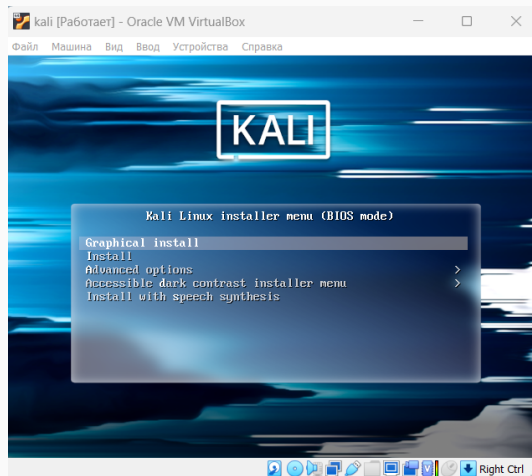 kali [Работает] - Oracle VM VirtualBox
Файл Машина Вид Ввод Устройства Справка
KALI
Kali Linux installer menu (BIOS mode)
Graphical install
Install
Advanced options >
Accessible dark contrast installer menu >
Install with speech synthesis
Right Ctrl